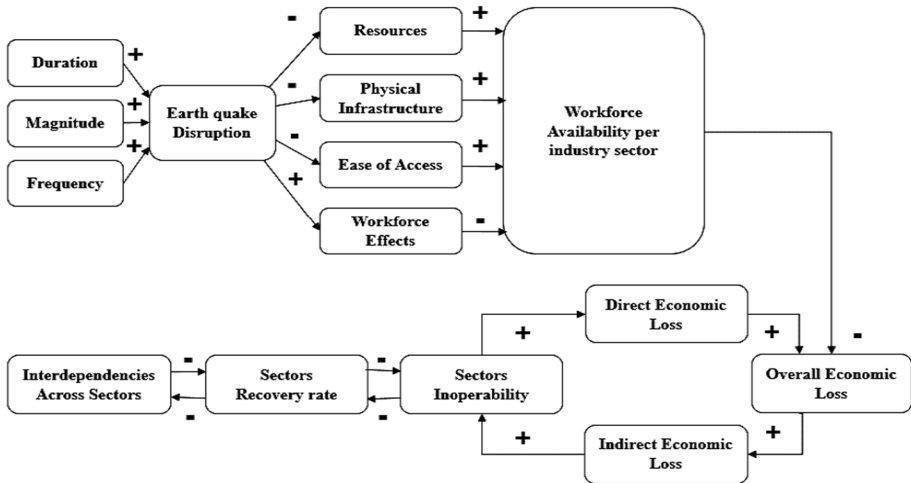 Duration
Magnitude
Frequency
+
+
+
Earth quake
Disruption
-
-
-
+
Resources
Physical
Infrastructure
Ease of Access
Workforce
Effects
+
+
+
-
Workforce
Availability per
industry sector
-
Interdependencies
Across Sectors
-
-
Sectors
Recovery rate
-
-
Sectors
Inoperability
+
Direct Economic
Loss
+
Overall Economic
Loss
+
Indirect Economic
Loss
+